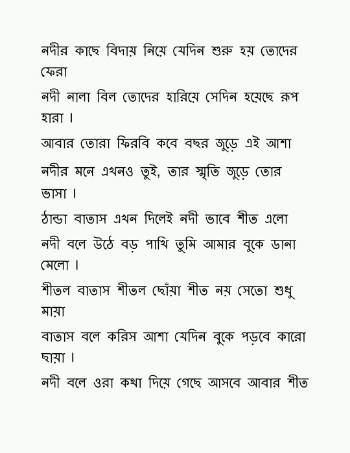 নদীর কাছে বিদায় নিয়ে যেদিন শুরু হয় তোদের
ফেরা
নদী নালা বিল তোদের হারিয়ে সেদিন হয়েছে রূপ
হারা ।
আবার তোরা ফিরবি কবে বছর জুড়ে এই আশা
নদীর মনে এখনও তুই, তার স্মৃতি জুড়ে তোর
ভাসা ।
ঠান্ডা বাতাস এখন দিলেই নদী ভাবে শীত এলো
নদী বলে উঠে বড় পাখি তুমি আমার বুকে ডানা
মেলো ।
শীতল বাতাস শীতল ছোঁয়া শীত নয় সেতো শুধু
মায়া
বাতাস বলে করিস আশা যেদিন বুকে পড়বে কারো
ছায়া ।
নদী বলে ওরা কথা দিয়ে গেছে আসবে আবার শীত